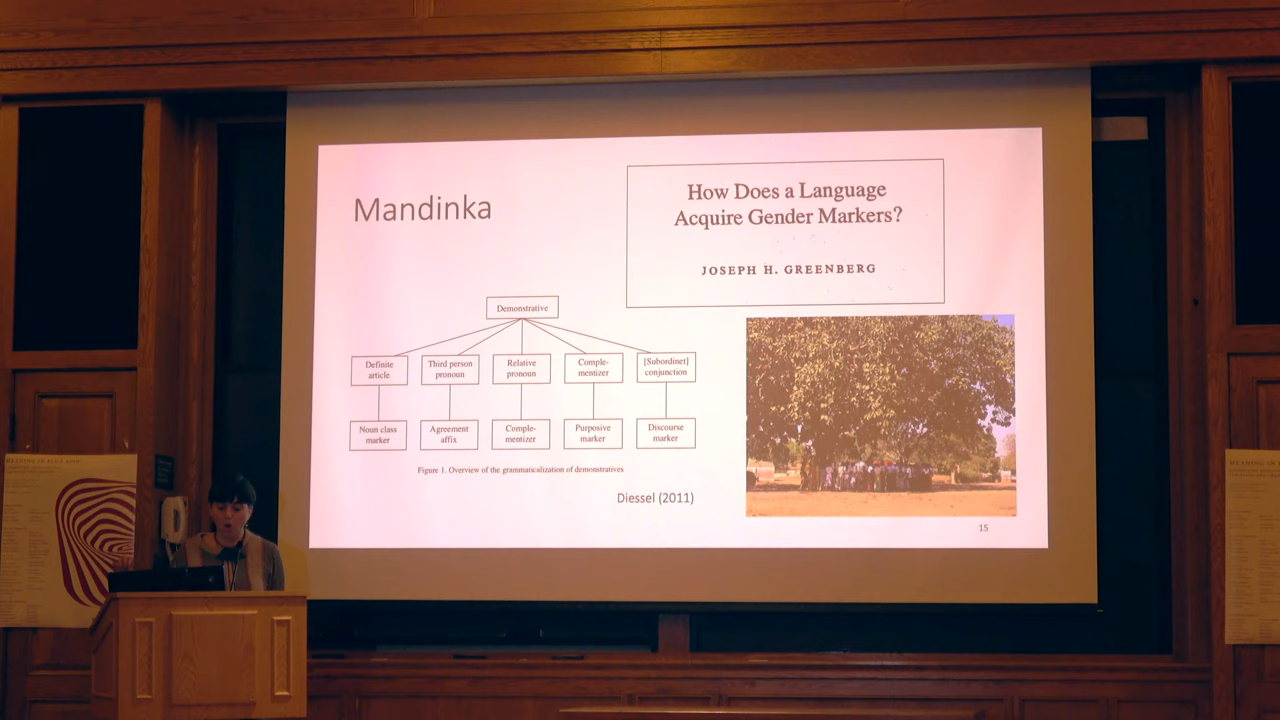 Mandinka
How Does a Language
Acquire Gender Markers?
JOSEPH H. GREENBERG
Demonstrative
Definite
article
Third person
pronoun
Relative
pronoun
Comple-
mentizer
[Subordinet]
conjunction
Noun class
marker
Agreement
affix
Comple-
mentizer
Purposive
marker
Discourse
marker
Figure 1. Overview of the grammaticalization of demonstratives
Diessel (2011)
15